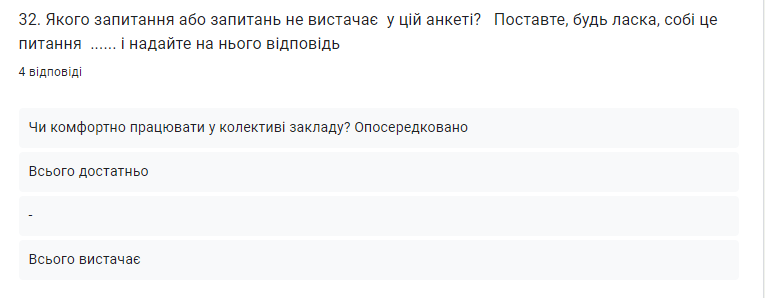 32. Якого запитання або запитань не вистачає  у цій анкеті?   Поставте, будь ласка, собі це
питання  ...... і надайте на нього відповідь
4 відповіді
Чи комфортно працювати у колективі закладу? Опосередковано
Всього достатньо
-
Всього вистачає